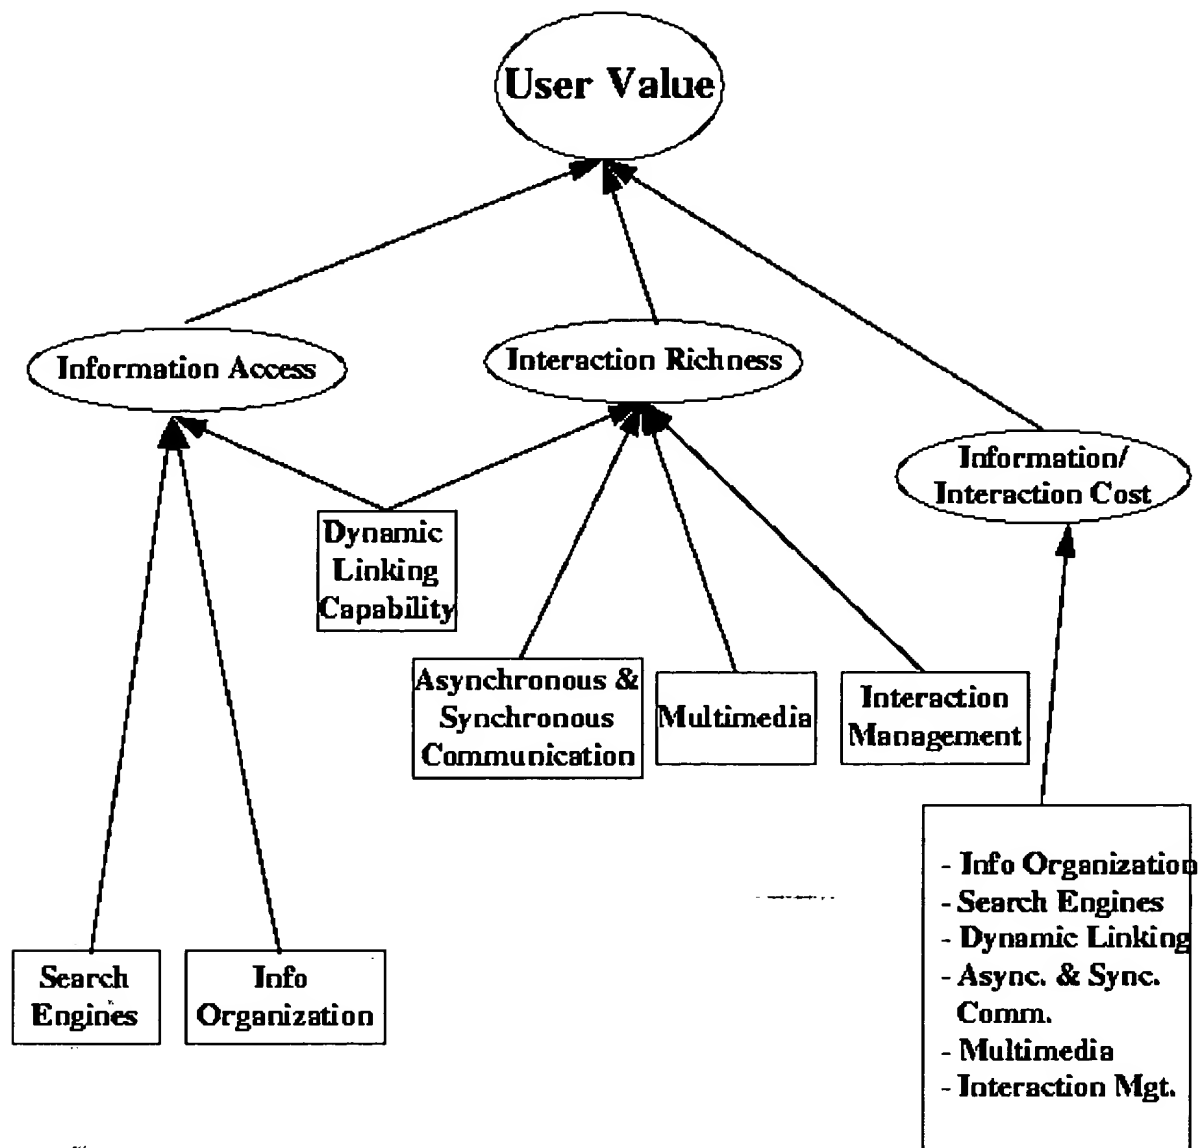 User Value
Information Access
Interaction Richness
Information/
Interaction Cost
Dynamic
Linking
Capability
Asynchronous &
Synchronous
Communication
Multimedia
Interaction
Management
- Info Organization
- Search Engines
- Dynamic Linking
- Async. & Sync.
Comm.
- Multimedia
- Interaction Mgt.
Search
Engines
Info
Organization